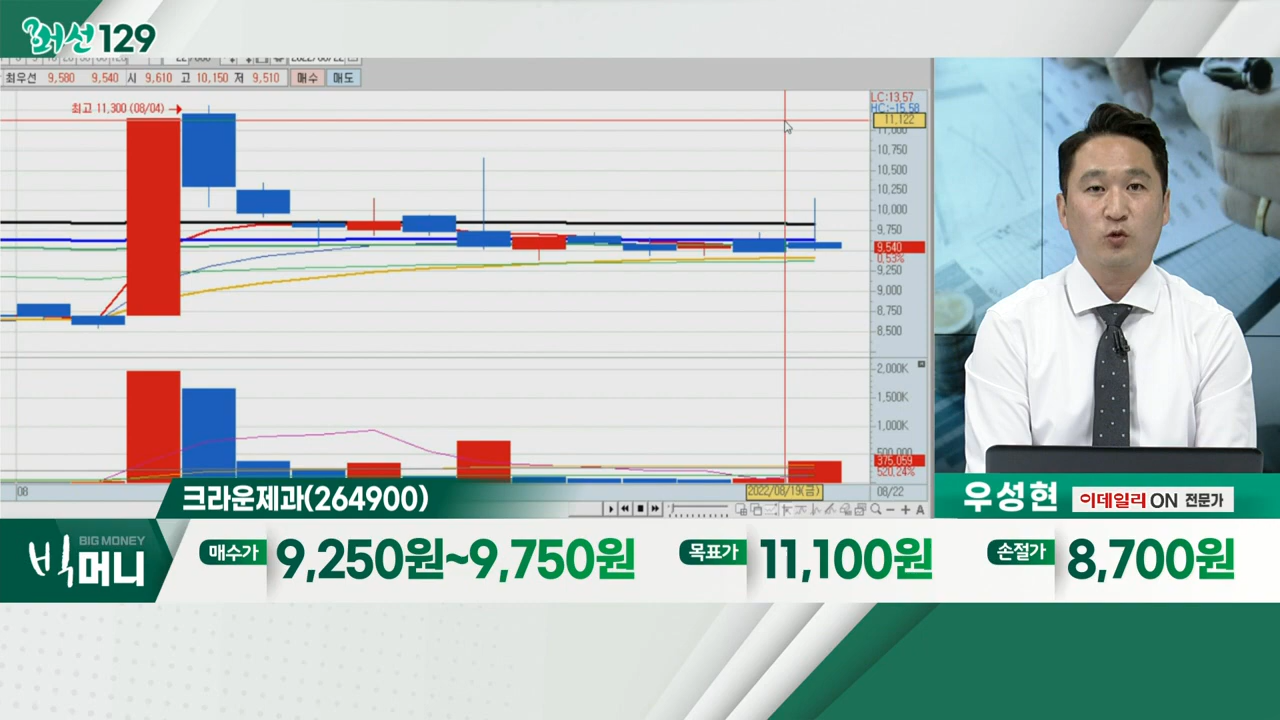 최선129
최우선 9,580 9,540 시 9,610 고 10,150 저 9,510 매수 매도
최고 11,300 (08/04)
LC:13.57
HC:-15.58
11,122
11,000
10,750
10,500
10,250
10,000
9,750
9,540
0.53%
9,250
9,000
8,750
8,500
2,000K
1,500K
1,000K
500,000
375,059
520.24%
08
2022/08/19(금)
08/22
크라운제과(264900)
우성현 이데일리ON 전문가
BIG MONEY
빅머니
매수가 9,250원~9,750원 목표가 11,100원 손절가 8,700원